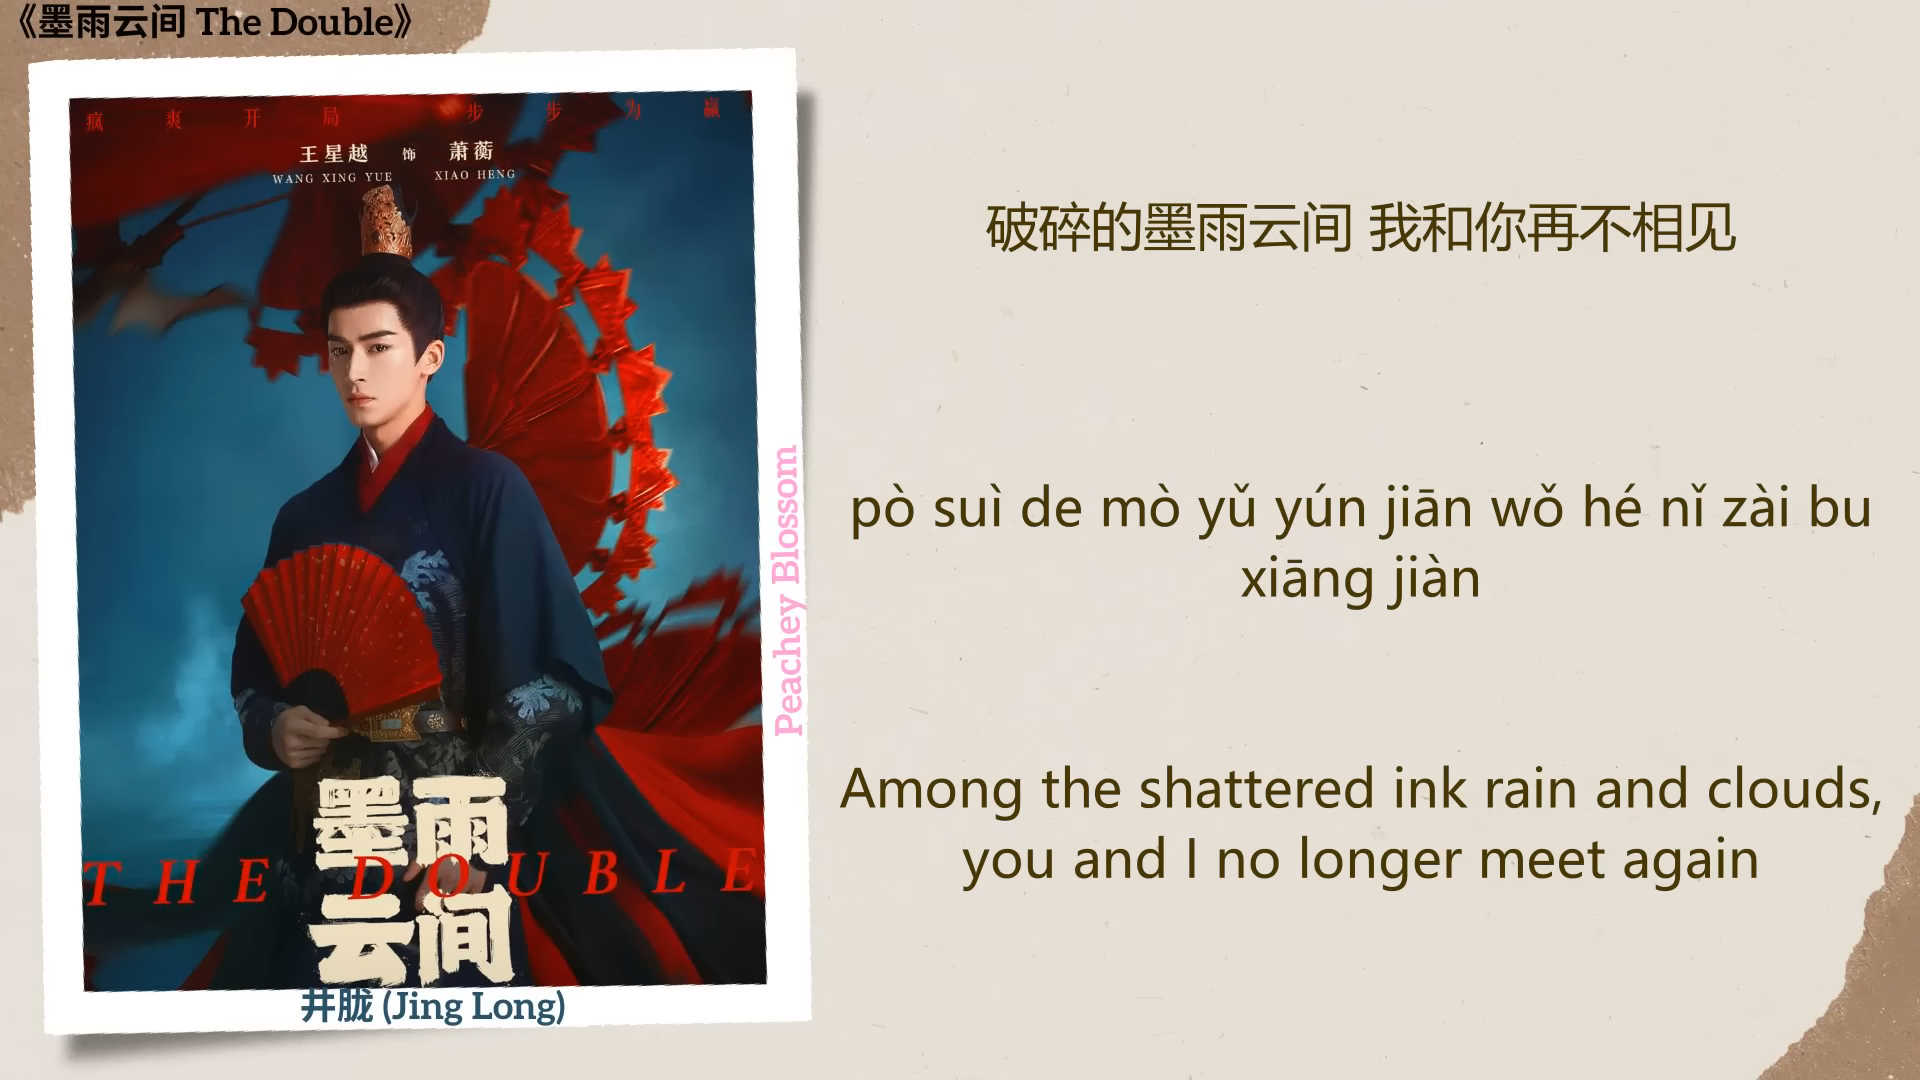 《墨雨云间 The Double》
疯 爽 开 局 步 步 为 赢
王星越 饰 萧蘅
WANG XING YUE XIAO HENG
墨雨
THE DOUBLE
云间
井胧 (Jing Long)
Peachey Blossom
破碎的墨雨云间 我和你再不相见
pò suì de mò yǔ yún jiān wǒ hé nǐ zài bu
xiāng jiàn
Among the shattered ink rain and clouds,
you and I no longer meet again